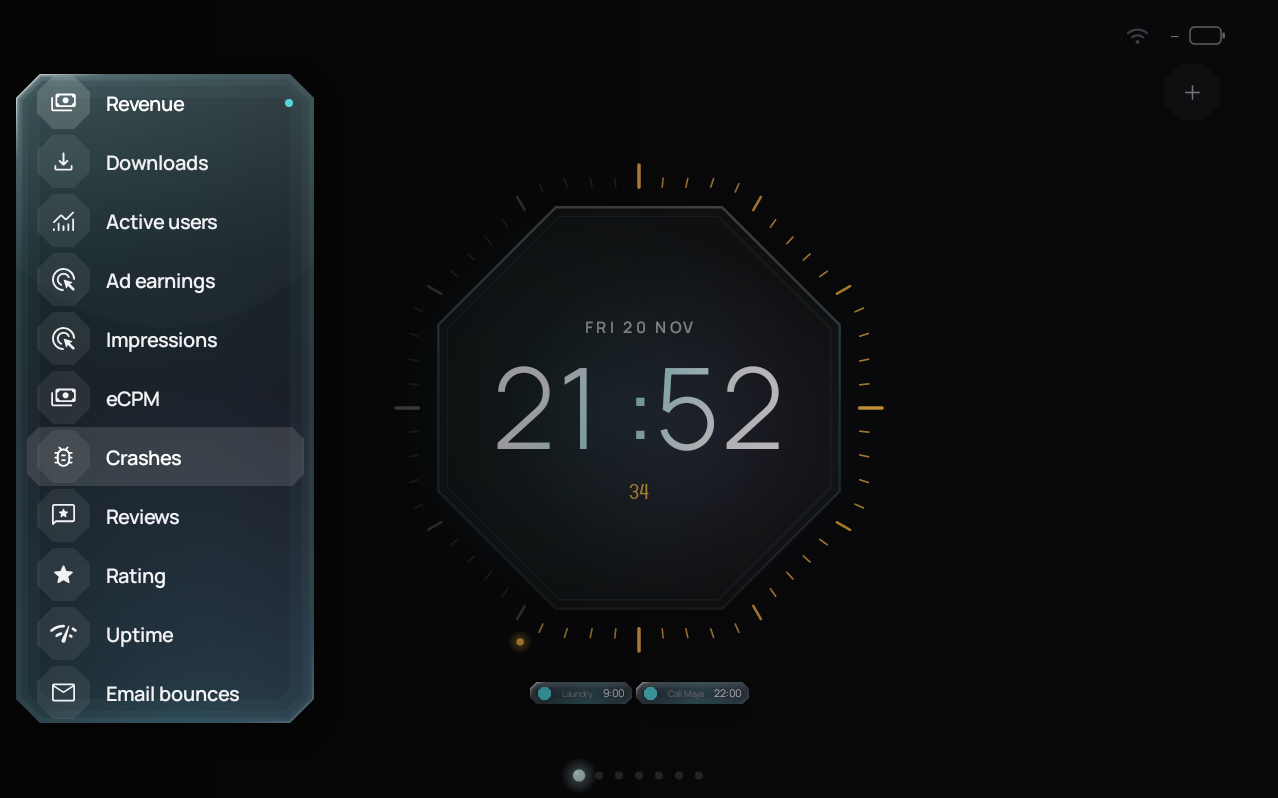 Revenue
Downloads
Active users
Ad earnings
Impressions
eCPM
Crashes
Reviews
Rating
Uptime
Email bounces
–
+
FRI 20 NOV
21 :52
34
Laundry 9:00
Call Maya 22:00